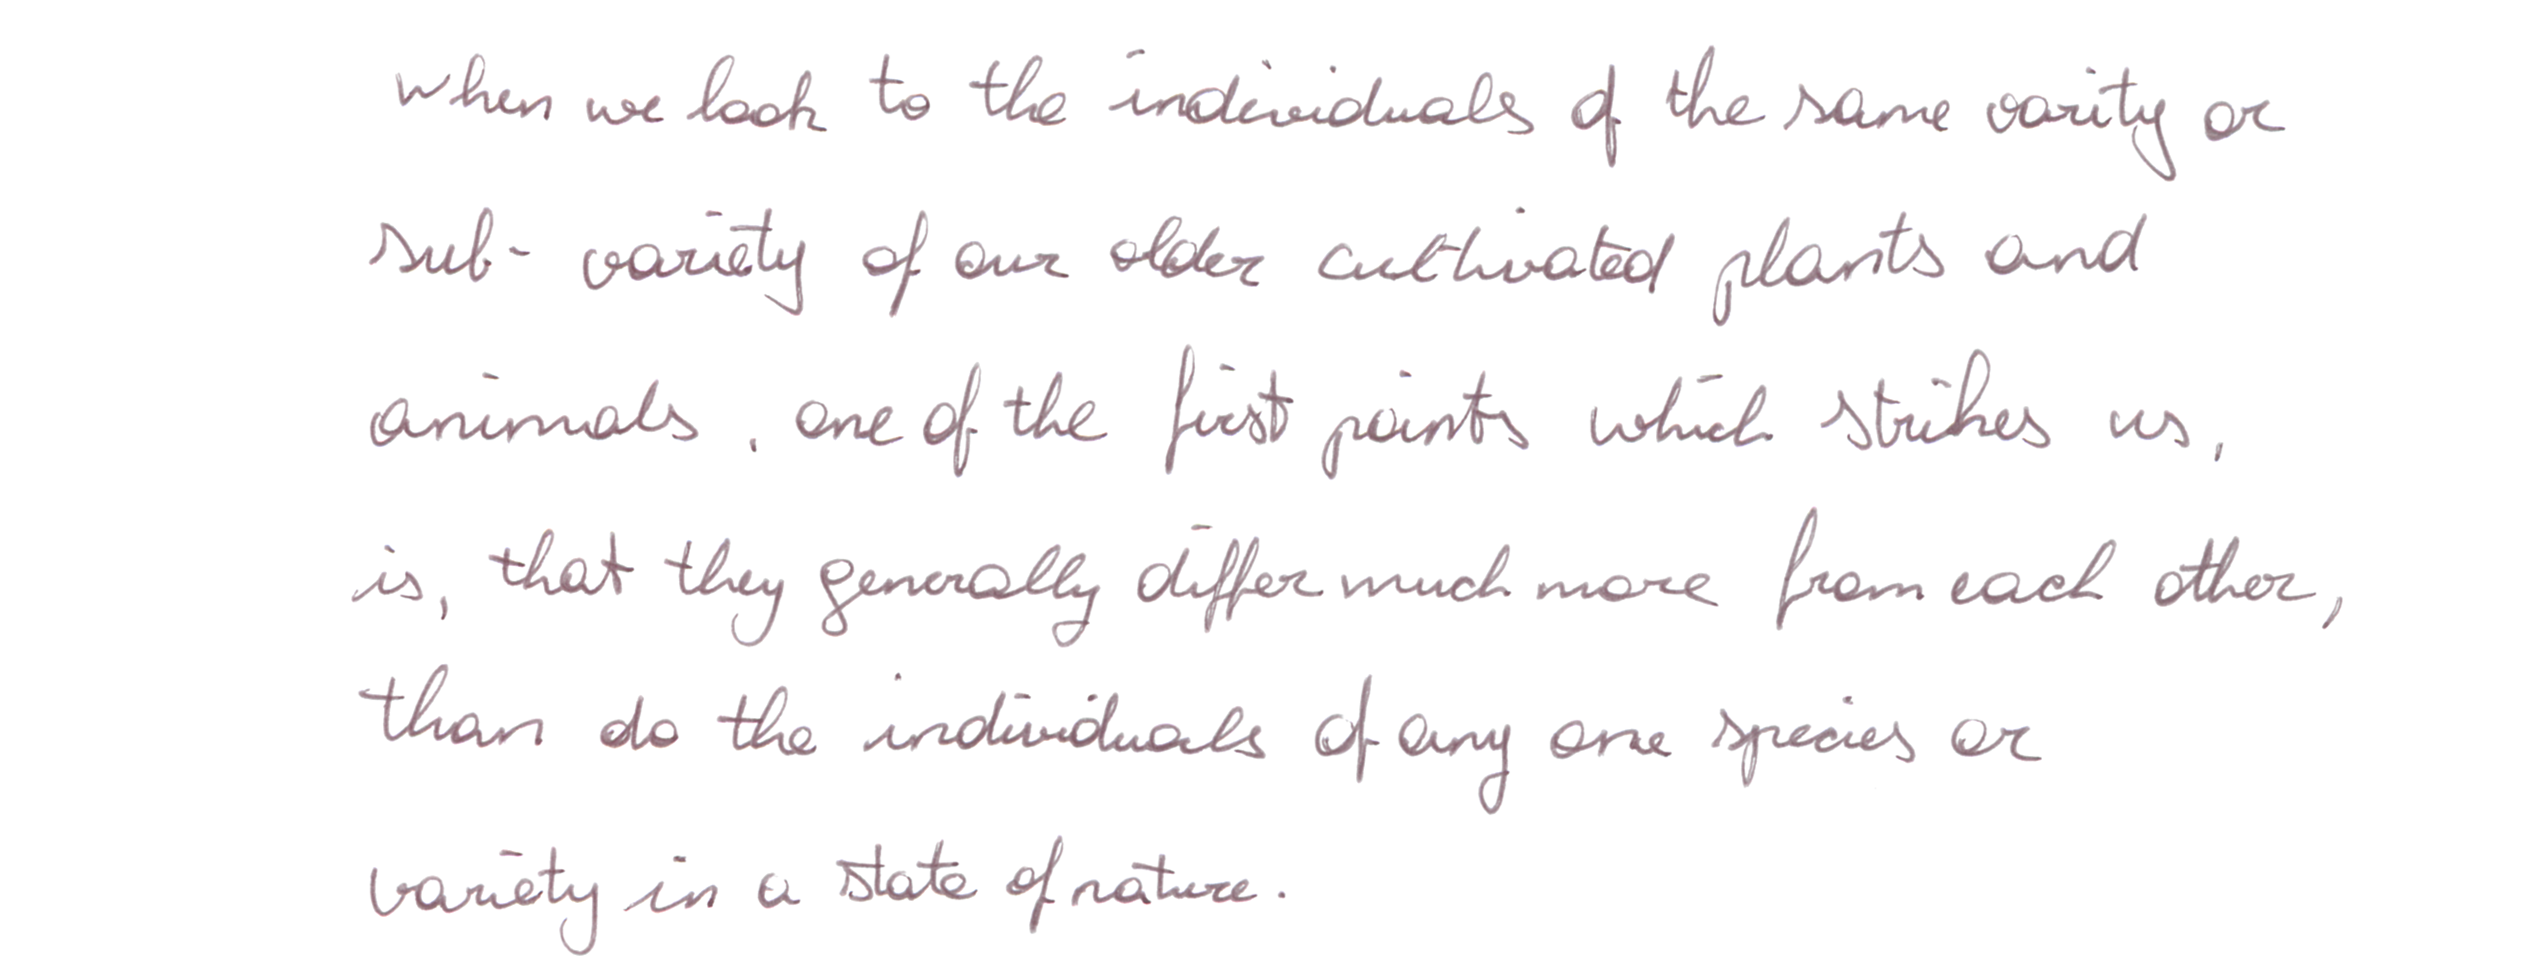 when we look to the individuals of the same varity or
sub- variety of our older cultivated plants and
animals, one of the first points which strikes us,
is, that they generally differ much more from each other,
than do the individuals of any one species or
variety in a state of nature.